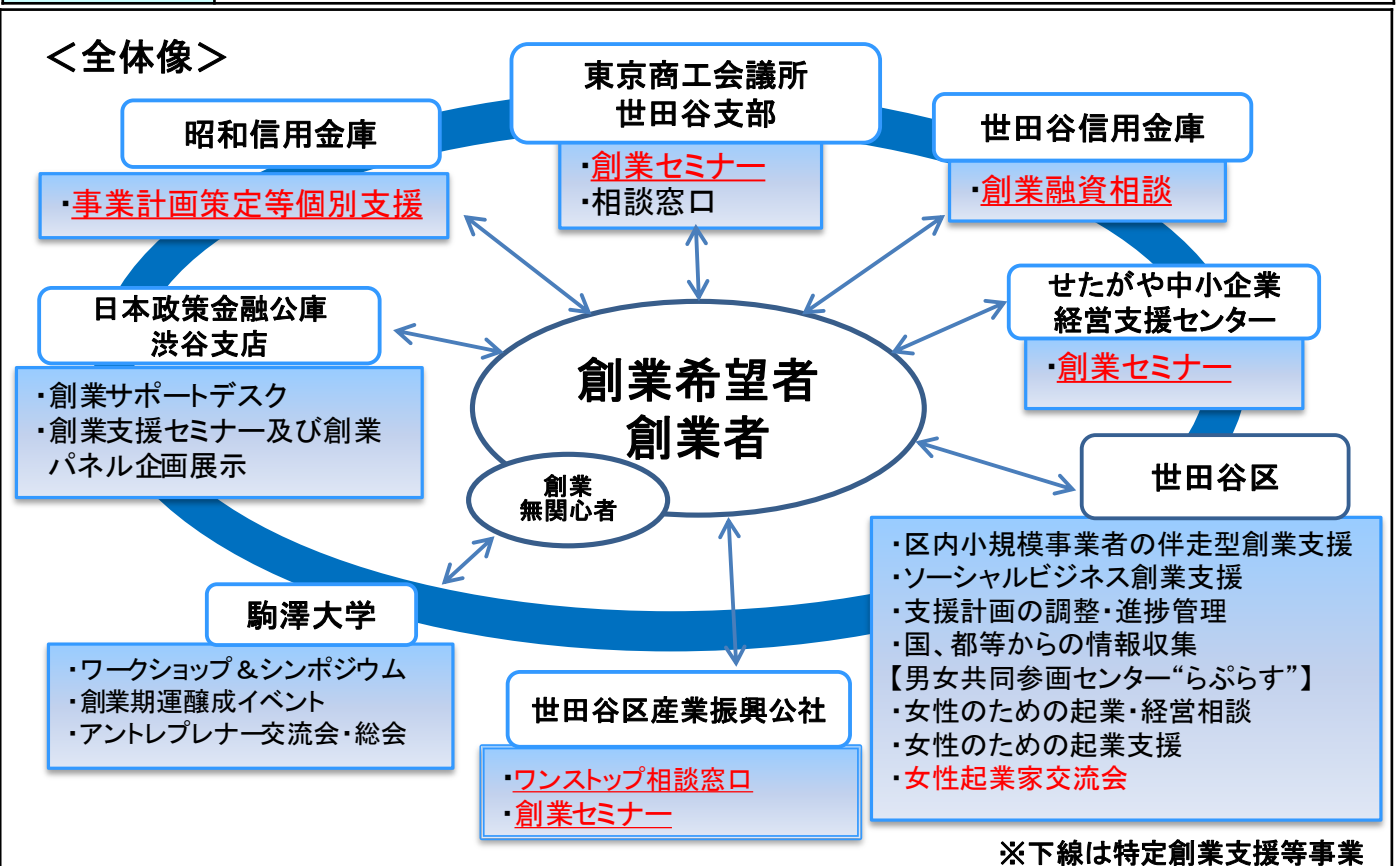 ＜全体像＞
東京商工会議所
世田谷支部
・創業セミナー
・相談窓口
昭和信用金庫
・事業計画策定等個別支援
世田谷信用金庫
・創業融資相談
日本政策金融公庫
渋谷支店
・創業サポートデスク
・創業支援セミナー及び創業
パネル企画展示
せたがや中小企業
経営支援センター
・創業セミナー
創業希望者
創業者
創業
無関心者
世田谷区
・区内小規模事業者の伴走型創業支援
・ソーシャルビジネス創業支援
・支援計画の調整・進捗管理
・国、都等からの情報収集
【男女共同参画センター“らぷらす”】
・女性のための起業・経営相談
・女性のための起業支援
・女性起業家交流会
駒澤大学
・ワークショップ＆シンポジウム
・創業期運醸成イベント
・アントレプレナー交流会・総会
世田谷区産業振興公社
・ワンストップ相談窓口
・創業セミナー
※下線は特定創業支援等事業